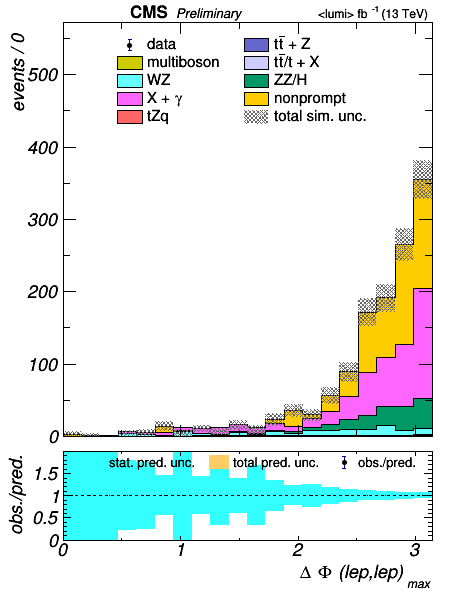 CMS Preliminary <lumi> fb⁻¹ (13 TeV)
events / 0
500
400
300
200
100
0
data
multiboson
WZ
X + γ
tZq
tt̄ + Z
tt̄/t + X
ZZ/H
nonprompt
total sim. unc.
obs./pred.
1.5
1
0.5
0
stat. pred. unc. total pred. unc. obs./pred.
0 1 2 3
Δ Φ (lep,lep) max